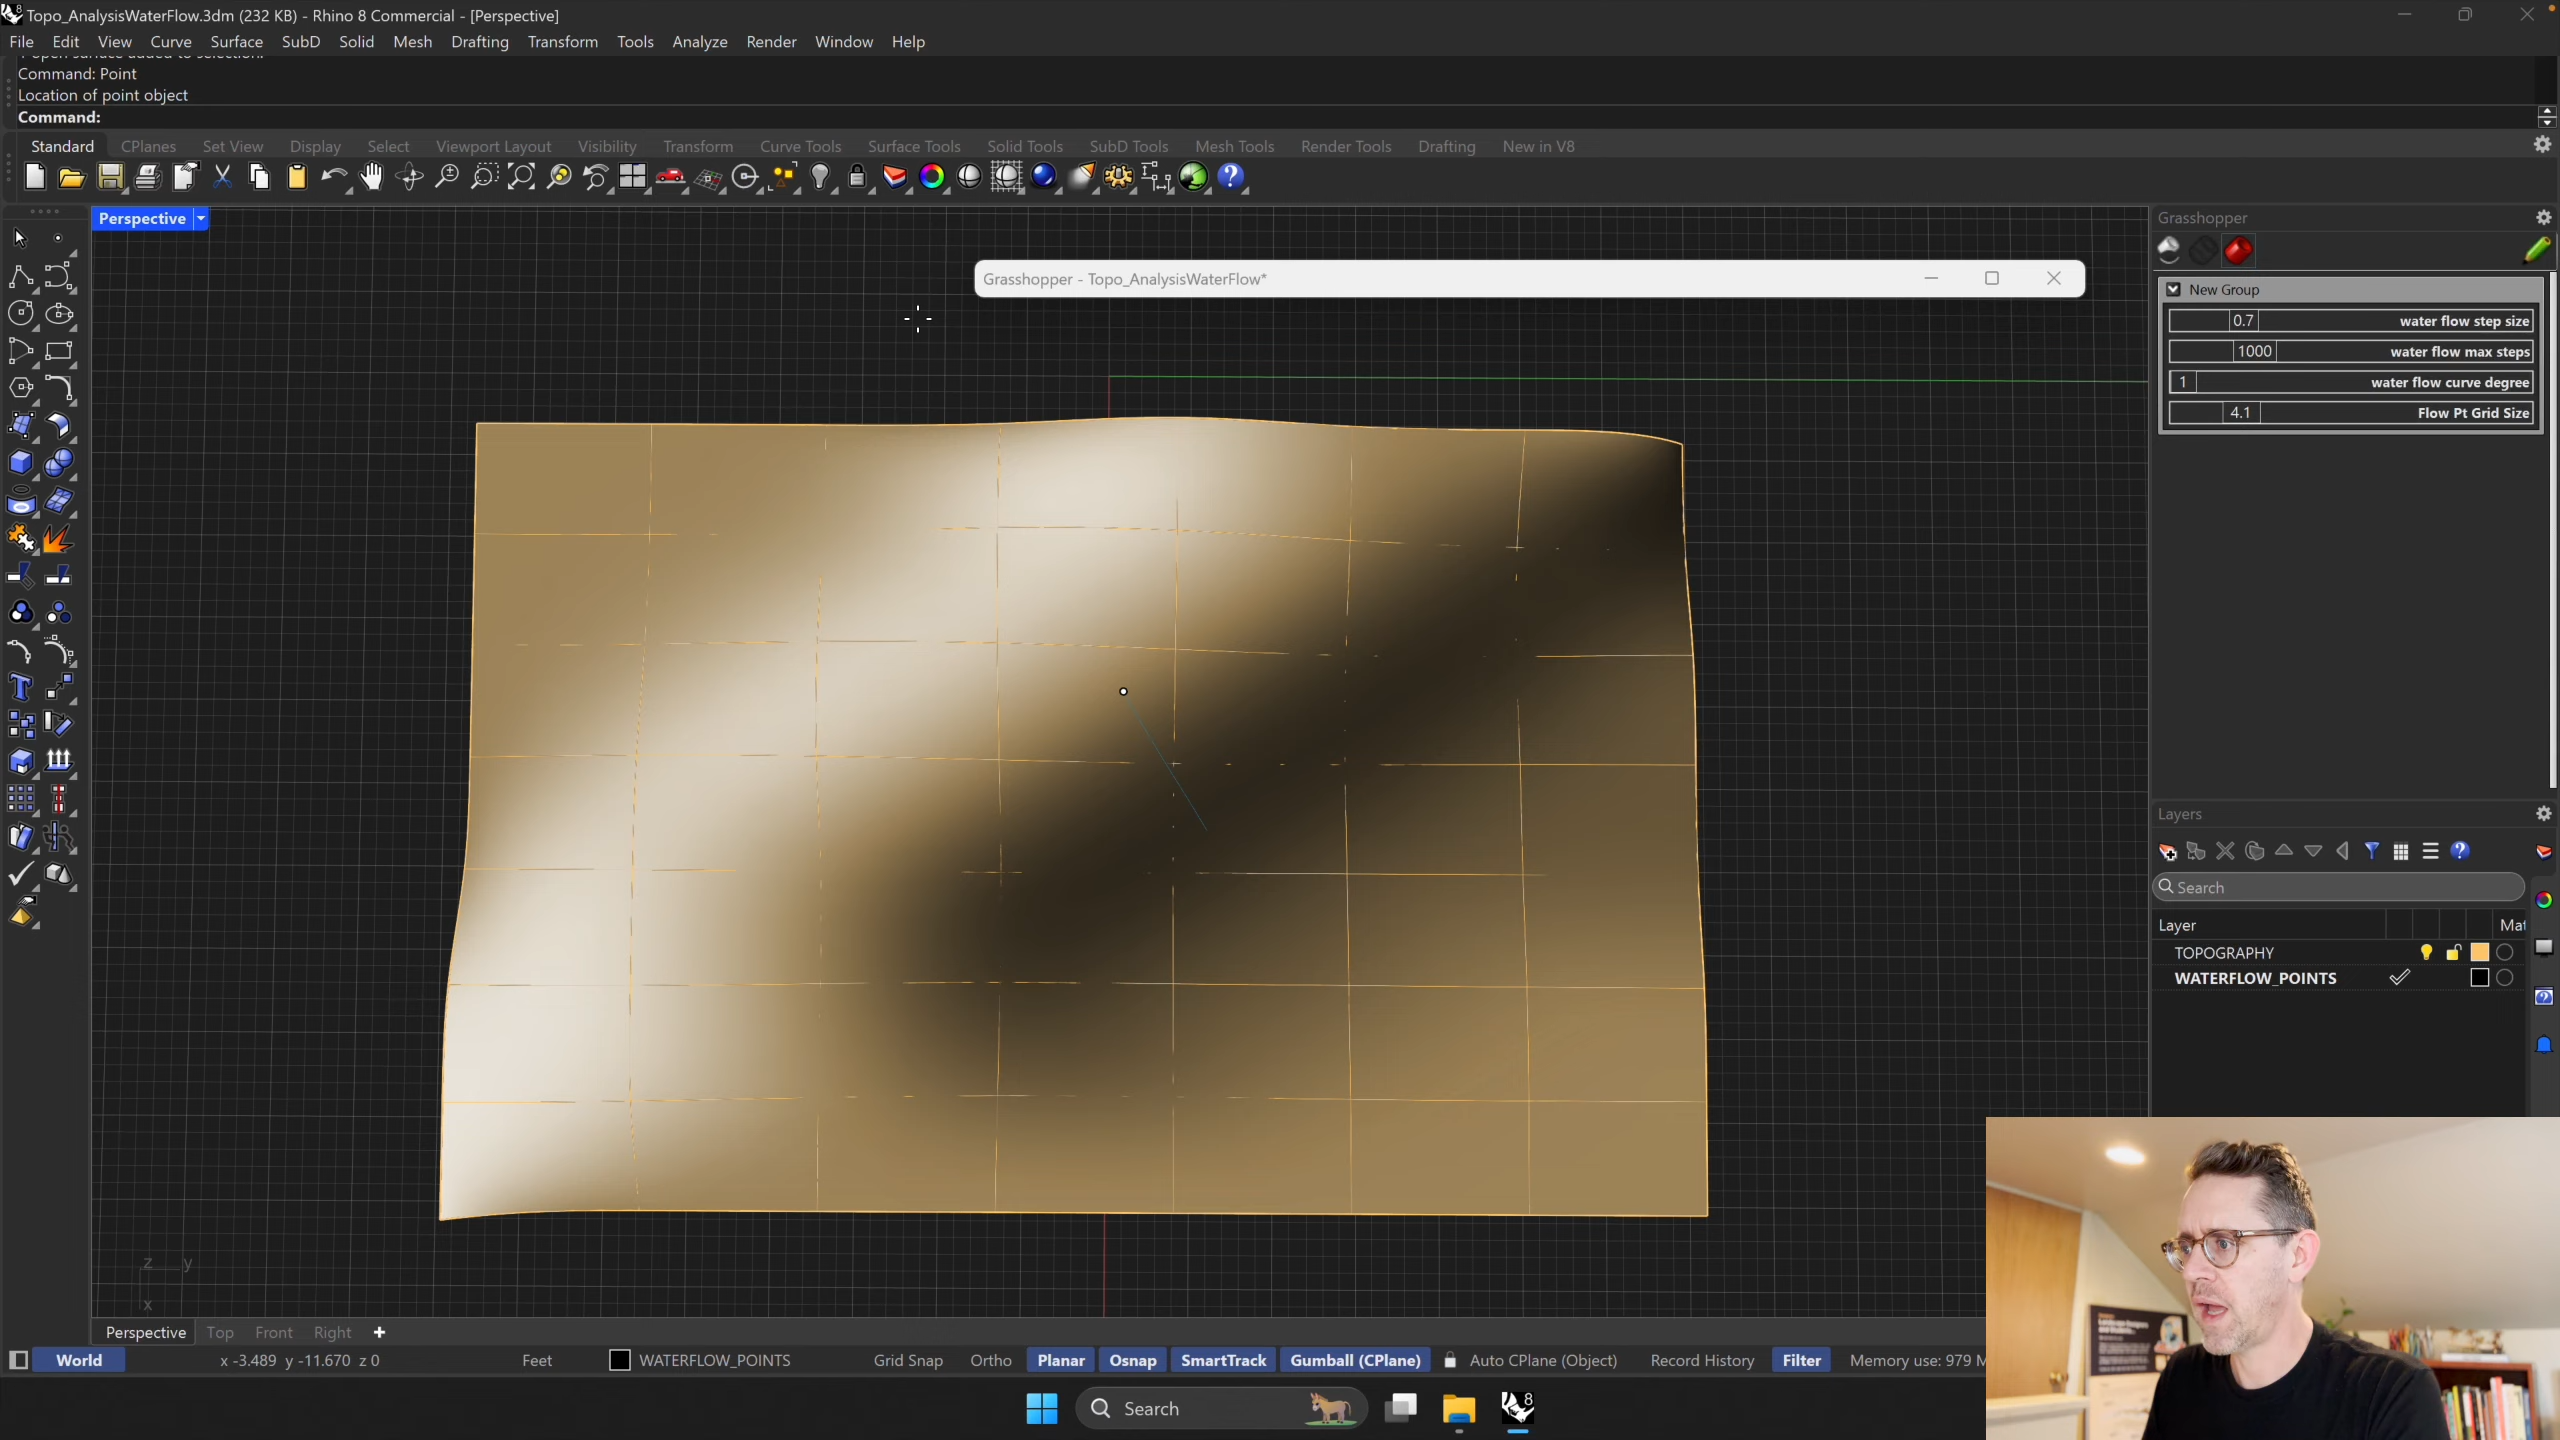 Topo_AnalysisWaterFlow.3dm (232 KB) - Rhino 8 Commercial - [Perspective]
File Edit View Curve Surface SubD Solid Mesh Drafting Transform Tools Analyze Render Window Help
Command: Point
Location of point object
Command:
Standard CPlanes Set View Display Select Viewport Layout Visibility Transform Curve Tools Surface Tools Solid Tools SubD Tools Mesh Tools Render Tools Drafting New in V8
Perspective
Grasshopper
Grasshopper - Topo_AnalysisWaterFlow*
New Group
0.7 water flow step size
1000 water flow max steps
1 water flow curve degree
4.1 Flow Pt Grid Size
Layers
Search
Layer Mat
TOPOGRAPHY
WATERFLOW_POINTS
z y
x
Perspective Top Front Right
World x -3.489 y -11.670 z 0 Feet WATERFLOW_POINTS Grid Snap Ortho Planar Osnap SmartTrack Gumball (CPlane) Auto CPlane (Object) Record History Filter Memory use: 979 M
Search
8